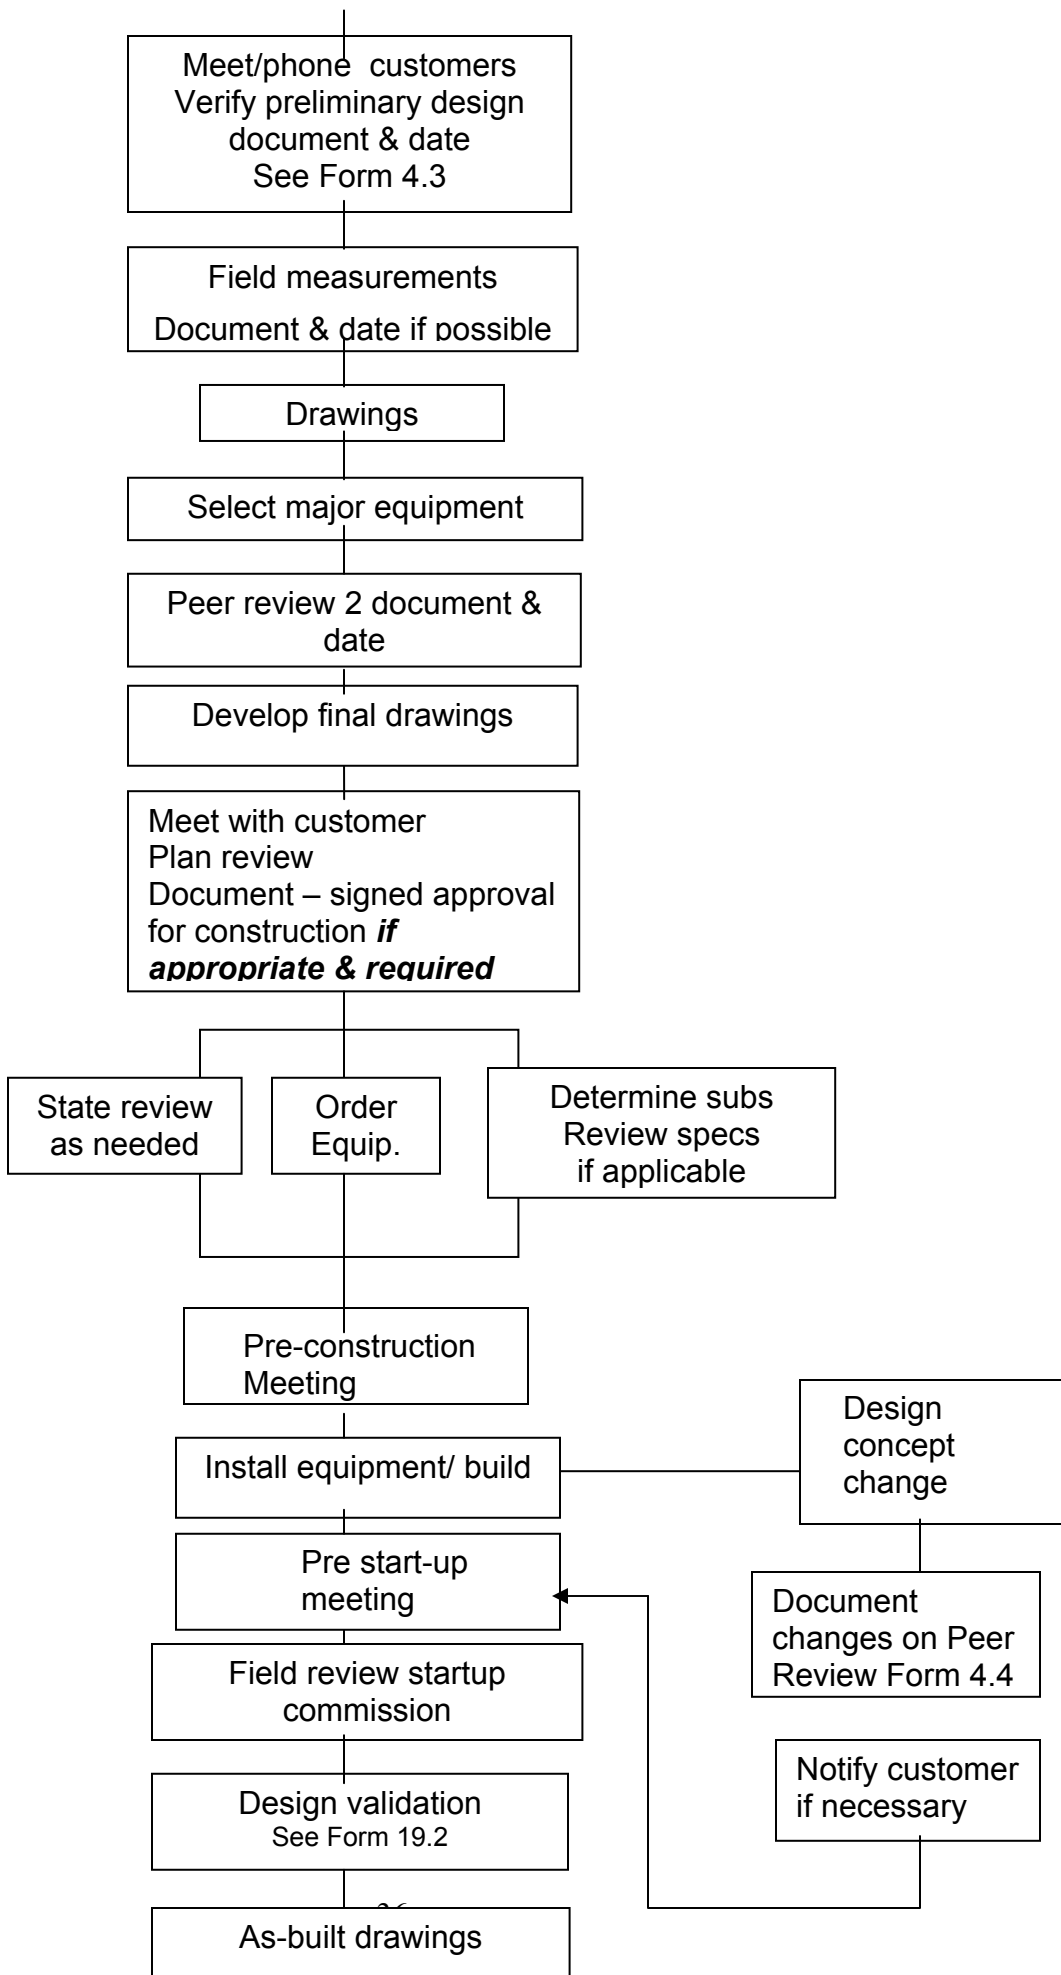 Meet/phone customers
Verify preliminary design
document & date
See Form 4.3
Field measurements
Document & date if possible
Drawings
Select major equipment
Peer review 2 document &
date
Develop final drawings
Meet with customer
Plan review
Document – signed approval
for construction if
appropriate & required
State review
as needed
Order
Equip.
Determine subs
Review specs
if applicable
Pre-construction
Meeting
Install equipment/ build
Design
concept
change
Pre start-up
meeting
Document
changes on Peer
Review Form 4.4
Field review startup
commission
Notify customer
if necessary
Design validation
See Form 19.2
As-built drawings